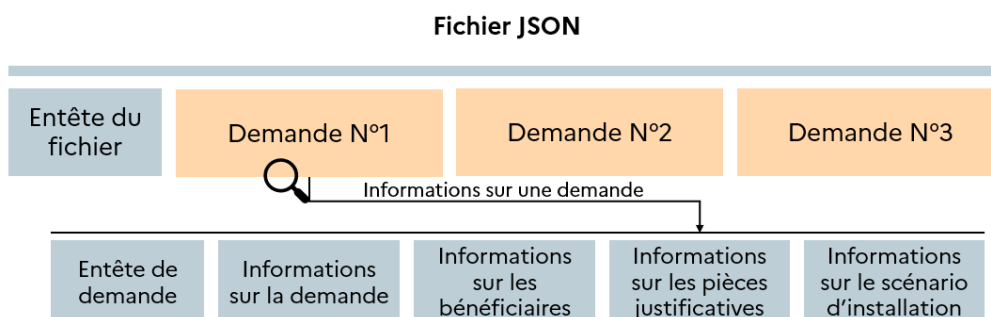 Fichier JSON
Entête du
fichier
Demande N°1
Demande N°2
Demande N°3
Informations sur une demande
Entête de
demande
Informations
sur la demande
Informations
sur les
bénéficiaires
Informations
sur les pièces
justificatives
Informations
sur le scénario
d'installation